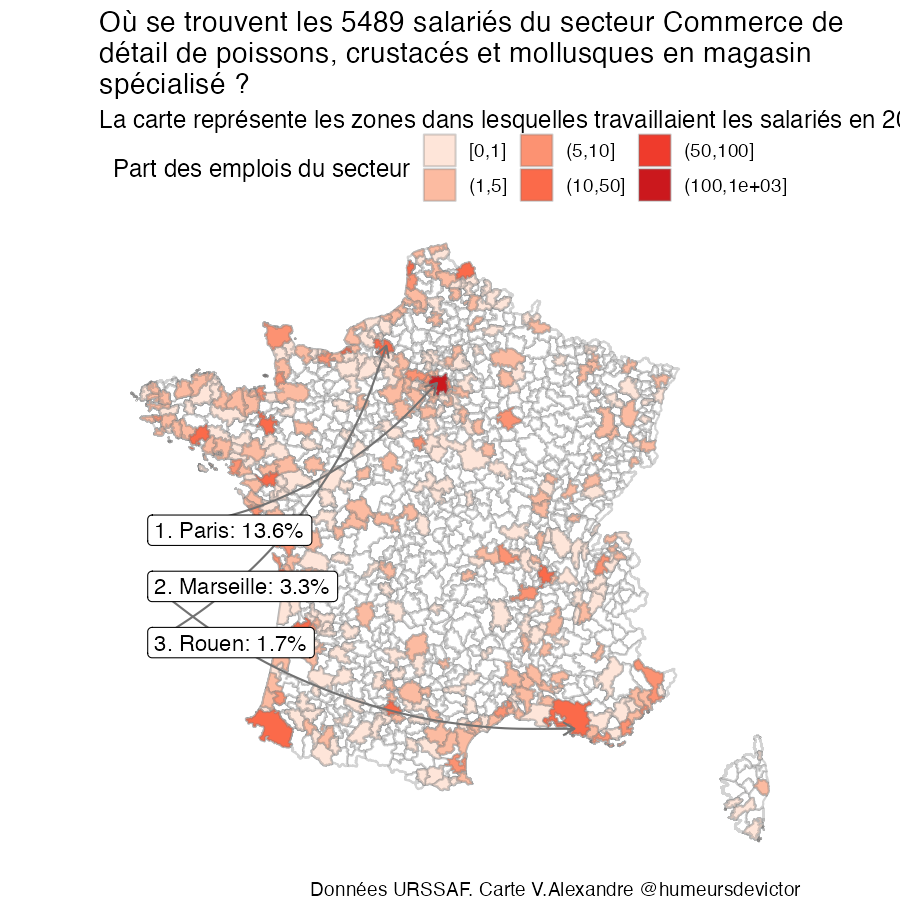 Où se trouvent les 5489 salariés du secteur Commerce de
détail de poissons, crustacés et mollusques en magasin
spécialisé ?
La carte représente les zones dans lesquelles travaillaient les salariés en 20
Part des emplois du secteur
[0,1] (5,10] (50,100]
(1,5] (10,50] (100,1e+03]
1. Paris: 13.6%
2. Marseille: 3.3%
3. Rouen: 1.7%
Données URSSAF. Carte V.Alexandre @humeursdevictor